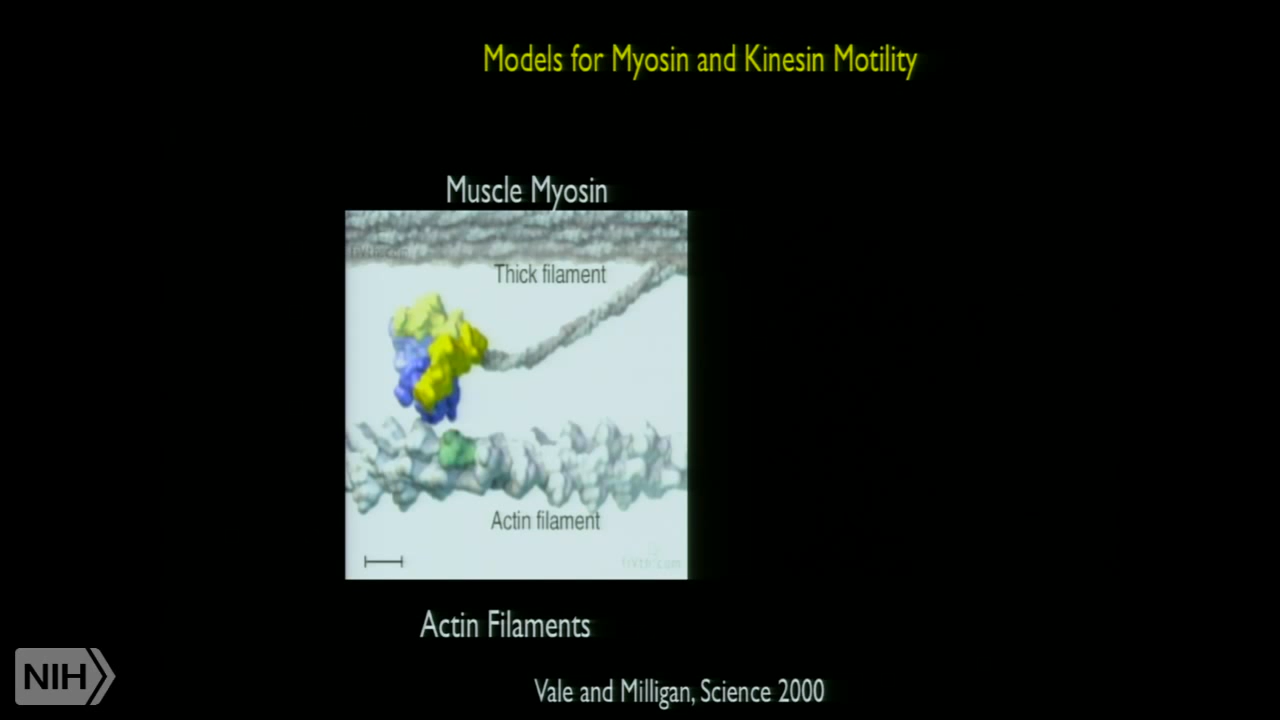 Models for Myosin and Kinesin Motility
Muscle Myosin
Thick filament
Actin filament
Actin Filaments
NIH
Vale and Milligan, Science 2000